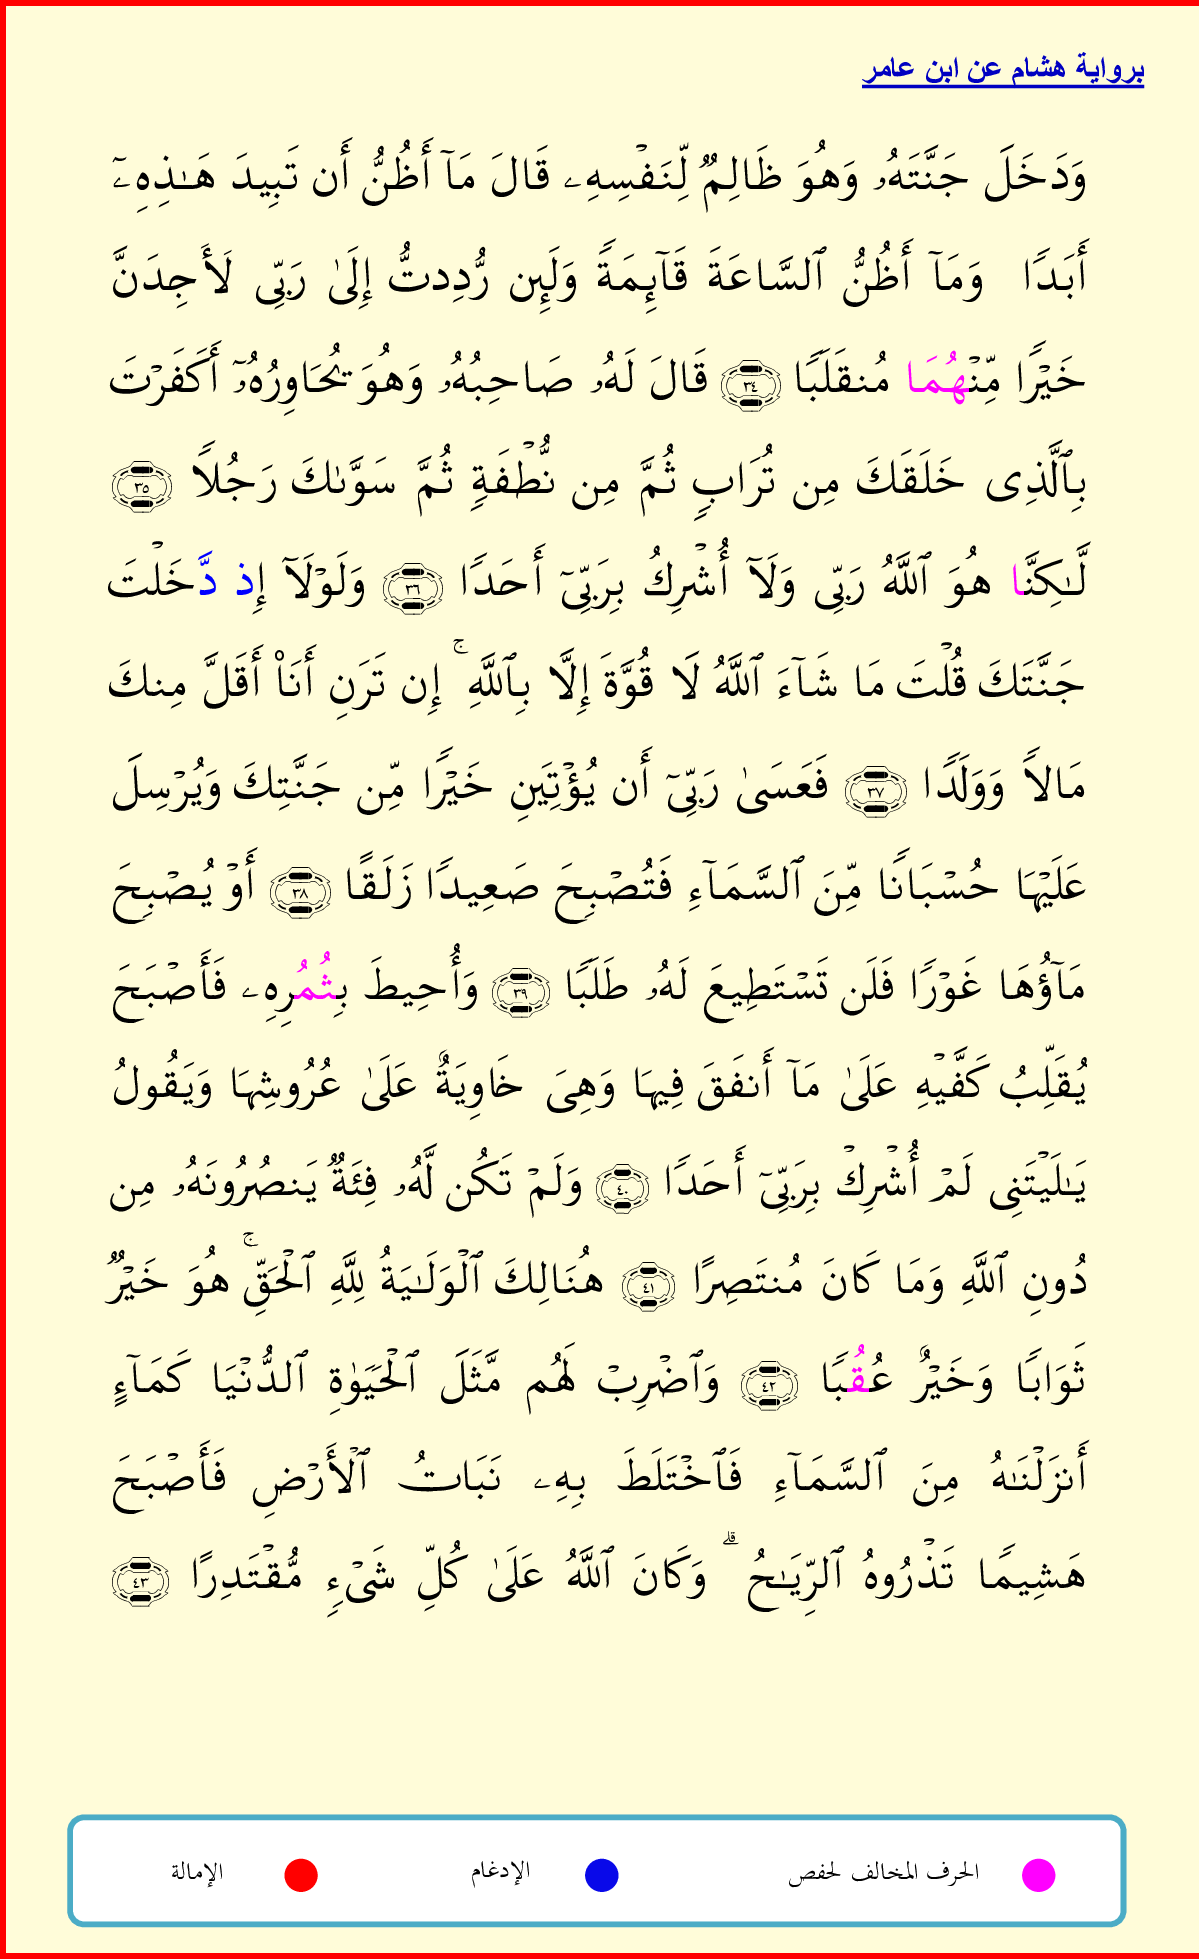 برواية هشام عن ابن عامر
وَدَخَلَ جَنَّتَهُۥ وَهُوَ ظَالِمٌۭ لِّنَفْسِهِۦ قَالَ مَآ أَظُنُّ أَن تَبِيدَ هَـٰذِهِۦٓ
أَبَدًۭا وَمَآ أَظُنُّ ٱلسَّاعَةَ قَآئِمَةًۭ وَلَئِن رُّدِدتُّ إِلَىٰ رَبِّى لَأَجِدَنَّ
خَيْرًۭا مِّنْهُمَا مُنقَلَبًۭا ٣٤ قَالَ لَهُۥ صَاحِبُهُۥ وَهُوَ يُحَاوِرُهُۥٓ أَكَفَرْتَ
بِٱلَّذِى خَلَقَكَ مِن تُرَابٍۢ ثُمَّ مِن نُّطْفَةٍۢ ثُمَّ سَوَّىٰكَ رَجُلًۭا ٣٥
لَّـٰكِنَّا هُوَ ٱللَّهُ رَبِّى وَلَآ أُشْرِكُ بِرَبِّىٓ أَحَدًۭا ٣٦ وَلَوْلَآ إِذ دَّخَلْتَ
جَنَّتَكَ قُلْتَ مَا شَآءَ ٱللَّهُ لَا قُوَّةَ إِلَّا بِٱللَّهِ ۚ إِن تَرَنِ أَنَا۠ أَقَلَّ مِنكَ
مَالًۭا وَوَلَدًۭا ٣٧ فَعَسَىٰ رَبِّىٓ أَن يُؤْتِيَنِ خَيْرًۭا مِّن جَنَّتِكَ وَيُرْسِلَ
عَلَيْهَا حُسْبَانًۭا مِّنَ ٱلسَّمَآءِ فَتُصْبِحَ صَعِيدًۭا زَلَقًا ٣٨ أَوْ يُصْبِحَ
مَآؤُهَا غَوْرًۭا فَلَن تَسْتَطِيعَ لَهُۥ طَلَبًۭا ٣٩ وَأُحِيطَ بِثُمُرِهِۦ فَأَصْبَحَ
يُقَلِّبُ كَفَّيْهِ عَلَىٰ مَآ أَنفَقَ فِيهَا وَهِىَ خَاوِيَةٌ عَلَىٰ عُرُوشِهَا وَيَقُولُ
يَـٰلَيْتَنِى لَمْ أُشْرِكْ بِرَبِّىٓ أَحَدًۭا ٤٠ وَلَمْ تَكُن لَّهُۥ فِئَةٌۭ يَنصُرُونَهُۥ مِن
دُونِ ٱللَّهِ وَمَا كَانَ مُنتَصِرًا ٤١ هُنَالِكَ ٱلْوَلَـٰيَةُ لِلَّهِ ٱلْحَقِّ ۚ هُوَ خَيْرٌۭ
ثَوَابًۭا وَخَيْرٌ عُقُبًۭا ٤٢ وَٱضْرِبْ لَهُم مَّثَلَ ٱلْحَيَوٰةِ ٱلدُّنْيَا كَمَآءٍ
أَنزَلْنَـٰهُ مِنَ ٱلسَّمَآءِ فَٱخْتَلَطَ بِهِۦ نَبَاتُ ٱلْأَرْضِ فَأَصْبَحَ
هَشِيمًۭا تَذْرُوهُ ٱلرِّيَـٰحُ ۗ وَكَانَ ٱللَّهُ عَلَىٰ كُلِّ شَىْءٍۢ مُّقْتَدِرًا ٤٣
الحرف المخالف لحفص الإدغام الإمالة